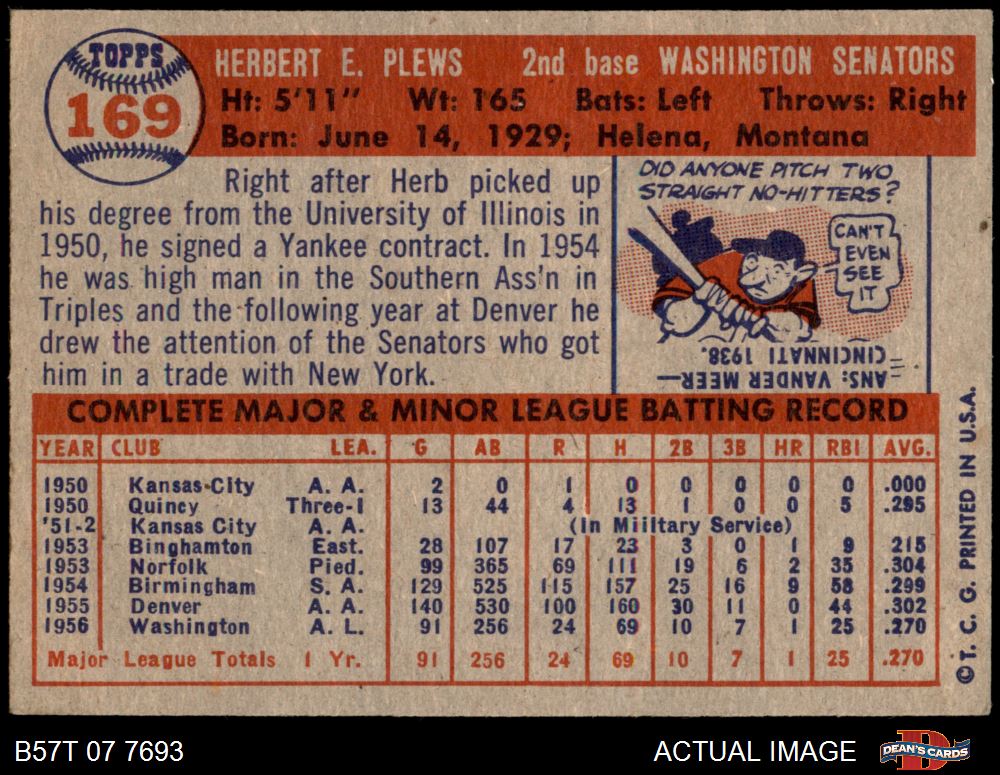 TOPPS
169
HERBERT E. PLEWS 2nd base WASHINGTON SENATORS
Ht: 5'11" Wt: 165 Bats: Left Throws: Right
Born: June 14, 1929; Helena, Montana
Right after Herb picked up
his degree from the University of Illinois in
1950, he signed a Yankee contract. In 1954
he was high man in the Southern Ass'n in
Triples and the following year at Denver he
drew the attention of the Senators who got
him in a trade with New York.
DID ANYONE PITCH TWO
STRAIGHT NO-HITTERS?
CAN'T
EVEN
SEE
IT
ANS: VANDER MEER—
CINCINNATI 1938.
COMPLETE MAJOR & MINOR LEAGUE BATTING RECORD
YEAR CLUB LEA. G AB R H 2B 3B HR RBI AVG.
1950 Kansas City A. A. 2 0 1 0 0 0 0 0 .000
1950 Quincy Three-I 13 44 4 13 1 0 0 5 .295
'51-2 Kansas City A. A. (In Military Service)
1953 Binghamton East. 28 107 17 23 3 0 1 9 215
1953 Norfolk Pied. 99 365 69 111 19 6 2 35 .304
1954 Birmingham S. A. 129 525 115 157 25 16 9 58 .299
1955 Denver A. A. 140 530 100 160 30 11 0 44 .302
1956 Washington A. L. 91 256 24 69 10 7 1 25 .270
Major League Totals 1 Yr. 91 256 24 69 10 7 1 25 .270
©T. C. G. PRINTED IN U.S.A.
B57T 07 7693 ACTUAL IMAGE
DEAN'S CARDS